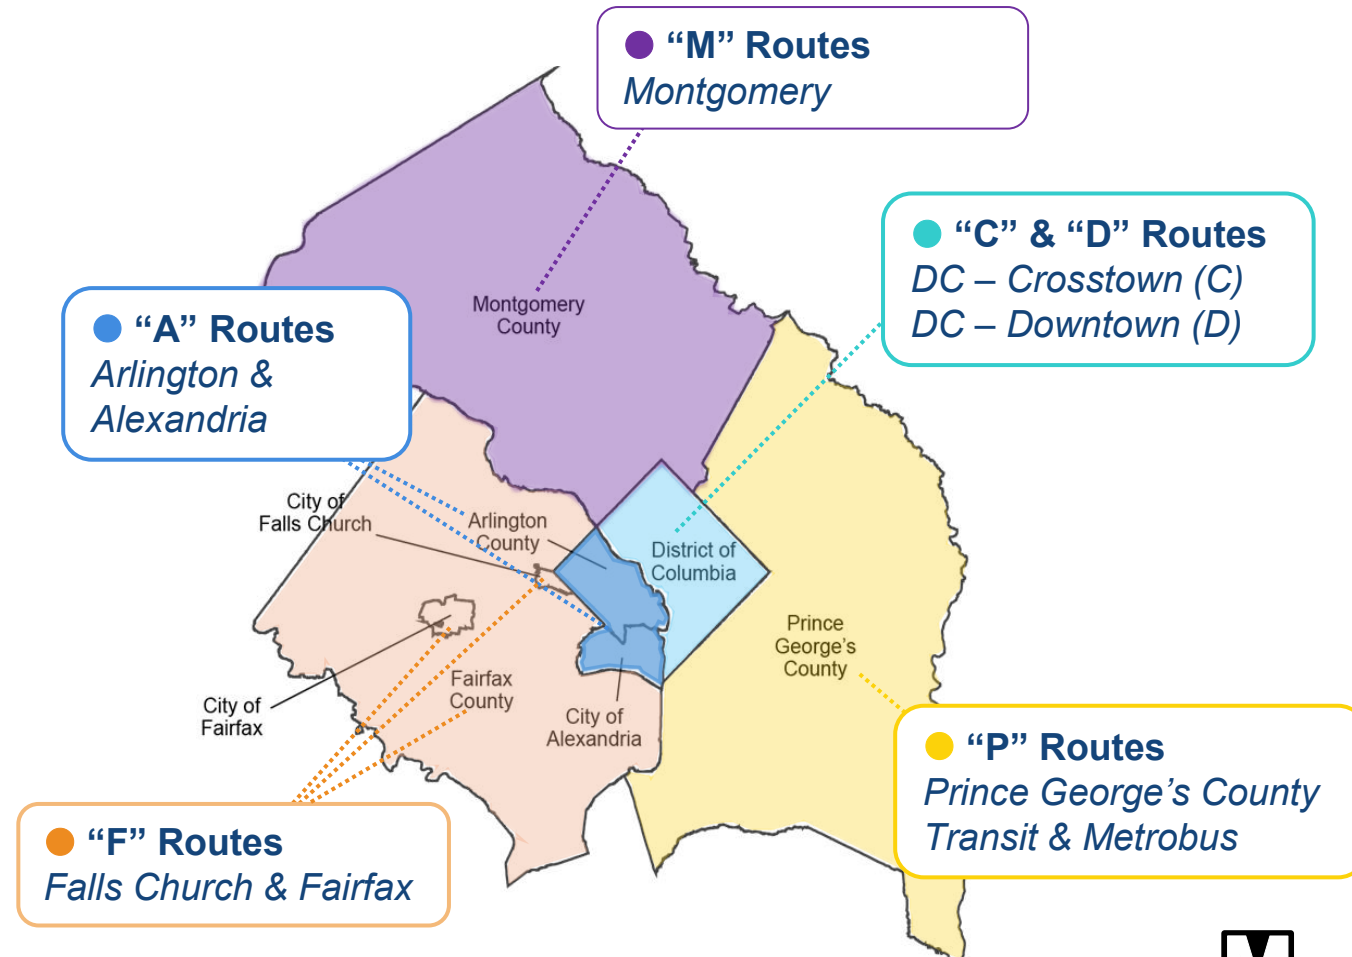 “M” Routes
Montgomery
“C” & “D” Routes
DC – Crosstown (C)
DC – Downtown (D)
“A” Routes
Arlington &
Alexandria
Montgomery
County
City of
Falls Church
Arlington
County
District of
Columbia
Prince
George’s
County
Fairfax
County
City of
Fairfax
City of
Alexandria
“P” Routes
Prince George’s County
Transit & Metrobus
“F” Routes
Falls Church & Fairfax